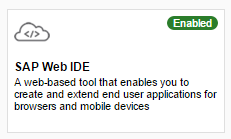 Enabled
</>
SAP Web IDE
A web-based tool that enables you to
create and extend end user applications for
browsers and mobile devices